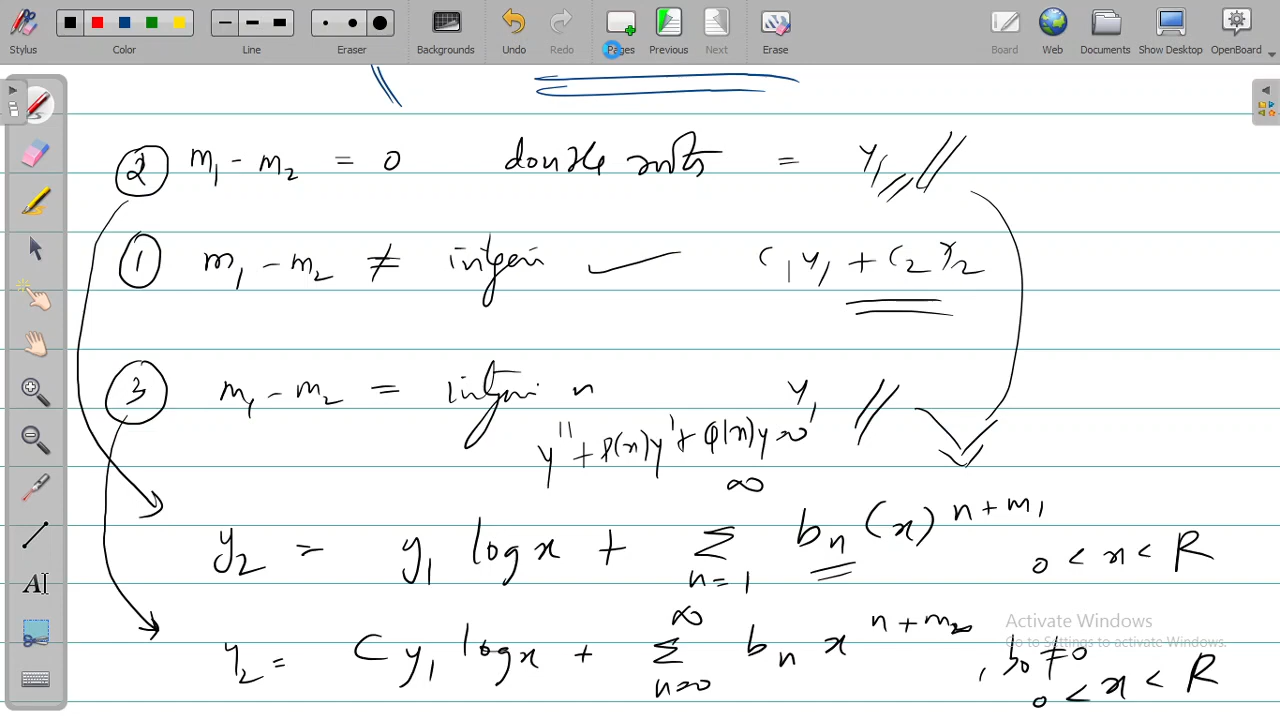 Stylus Color Line Eraser Backgrounds Undo Redo Pages Previous Next Erase Board Web Documents Show Desktop OpenBoard
② m₁ - m₂ = 0 double roots = y₁
① m₁ - m₂ ≠ integer c₁y₁ + c₂y₂
③ m₁ - m₂ = integer n y₁
y'' + P(x)y' + Q(x)y = 0
y₂ = y₁ log x + ∑_{n=1}^{∞} bₙ (x)^{n+m₁} 0 < x < R
Activate Windows
Go to Settings to activate Windows.
y₂ = C y₁ log x + ∑_{n=0}^{∞} bₙ x^{n+m₂} , b₀ ≠ 0
0 < x < R